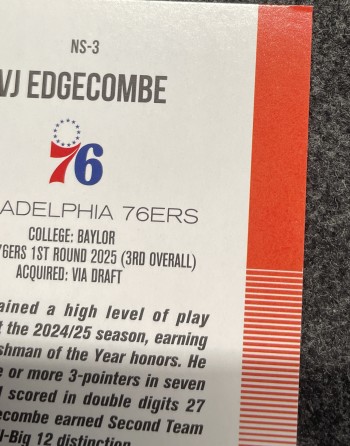 NS-3
VJ EDGECOMBE
76
ADELPHIA 76ERS
COLLEGE: BAYLOR
76ERS 1ST ROUND 2025 (3RD OVERALL)
ACQUIRED: VIA DRAFT
ained a high level of play
t the 2024/25 season, earning
shman of the Year honors. He
e or more 3-pointers in seven
scored in double digits 27
ecombe earned Second Team
l-Big 12 distinction.